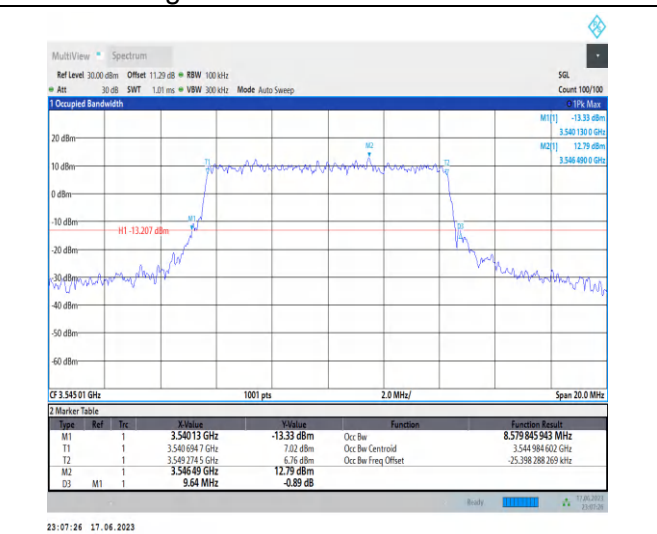 MultiView Spectrum
Ref Level 30.00 dBm Offset 11.29 dB RBW 100 kHz SGL
Att 30 dB SWT 1.01 ms VBW 300 kHz Mode Auto Sweep Count 100/100
1 Occupied Bandwidth 1Pk Max
M1[1] -13.33 dBm
3.540 130 0 GHz
M2[1] 12.79 dBm
3.546 490 0 GHz
20 dBm
M2
T1
T2
10 dBm
0 dBm
M1
-10 dBm
H1 -13.207 dBm
D3
-20 dBm
-30 dBm
-40 dBm
-50 dBm
-60 dBm
CF 3.545 01 GHz 1001 pts 2.0 MHz/ Span 20.0 MHz
2 Marker Table
Type Ref Trc X-Value Y-Value Function Function Result
M1 1 3.540 13 GHz -13.33 dBm Occ Bw 8.579 845 943 MHz
T1 1 3.540 694 7 GHz 7.02 dBm Occ Bw Centroid 3.544 984 602 GHz
T2 1 3.549 274 5 GHz 6.76 dBm Occ Bw Freq Offset -25.398 288 269 kHz
M2 1 3.546 49 GHz 12.79 dBm
D3 M1 1 9.64 MHz -0.89 dB
Ready 17.06.2023
23:07:26
23:07:26 17.06.2023